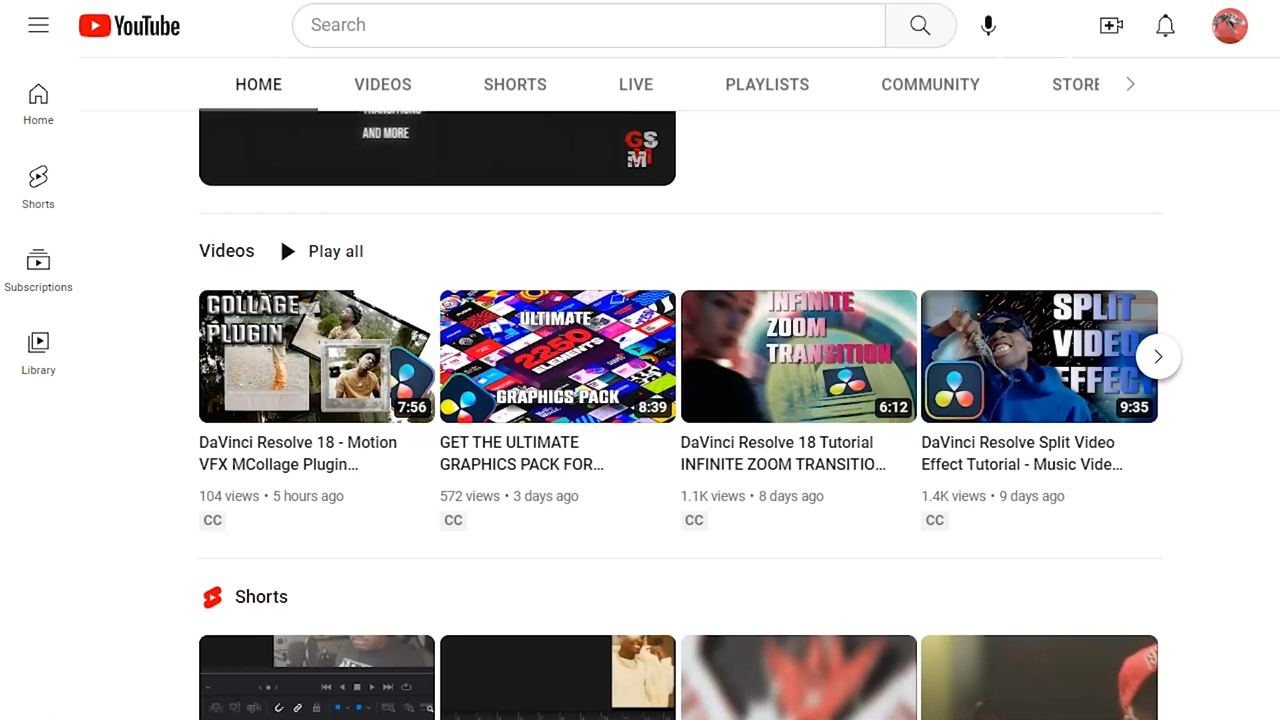 YouTube
Search
HOME
VIDEOS
SHORTS
LIVE
PLAYLISTS
COMMUNITY
STORE
Home
Shorts
Subscriptions
Library
TRANSITIONS
AND MORE
GSM
Videos
Play all
COLLAGE
PLUGIN
7:56
ULTIMATE
2250
ELEMENTS
GRAPHICS PACK
8:39
INFINITE
ZOOM
TRANSITION
6:12
SPLIT
VIDEO
EFFECT
9:35
DaVinci Resolve 18 - Motion
VFX MCollage Plugin...
104 views • 5 hours ago
CC
GET THE ULTIMATE
GRAPHICS PACK FOR...
572 views • 3 days ago
CC
DaVinci Resolve 18 Tutorial
INFINITE ZOOM TRANSITIO...
1.1K views • 8 days ago
CC
DaVinci Resolve Split Video
Effect Tutorial - Music Vide...
1.4K views • 9 days ago
CC
Shorts